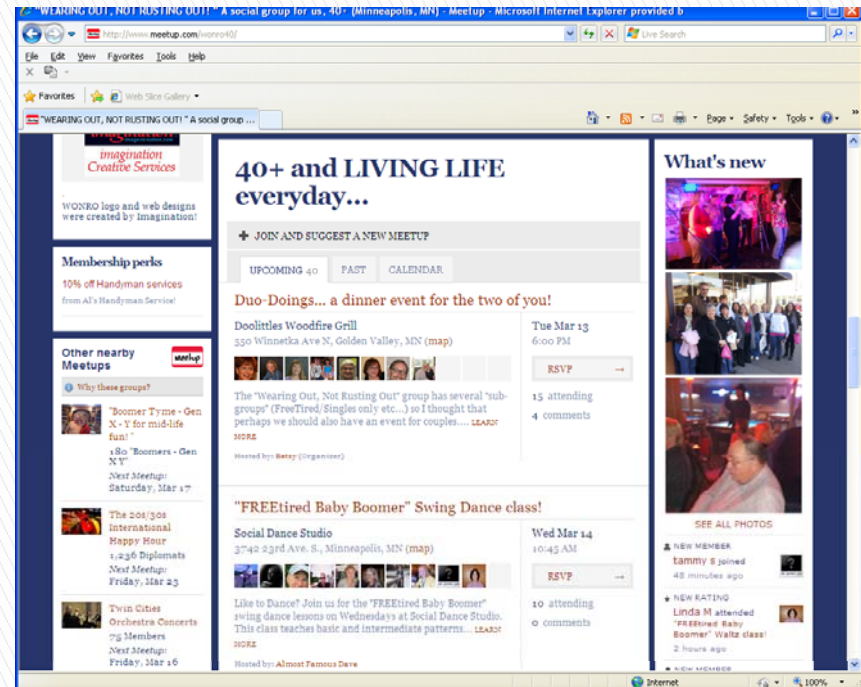 "WEARING OUT, NOT RUSTING OUT! " A social group for us, 40+ (Minneapolis, MN) - Meetup - Microsoft Internet Explorer provided b
http://www.meetup.com/wonro40/
Live Search
File Edit View Favorites Tools Help
X
Favorites Web Slice Gallery
"WEARING OUT, NOT RUSTING OUT! " A social group ...
Page Safety Tools
imagination
Creative Services
.
WONRO logo and web designs
were created by Imagination!
Membership perks
10% off Handyman services
from Al's Handyman Service!
Other nearby
Meetups
Meetup
Why these groups?
"Boomer Tyme - Gen
X - Y for mid-life
fun! "
180 "Boomers - Gen
X Y"
Next Meetup:
Saturday, Mar 17
The 20s/30s
International
Happy Hour
1,236 Diplomats
Next Meetup:
Friday, Mar 23
Twin Cities
Orchestra Concerts
75 Members
Next Meetup:
Friday, Mar 16
40+ and LIVING LIFE
everyday...
+ JOIN AND SUGGEST A NEW MEETUP
UPCOMING 40 PAST CALENDAR
Duo-Doings... a dinner event for the two of you!
Doolittles Woodfire Grill
550 Winnetka Ave N, Golden Valley, MN (map)
The "Wearing Out, Not Rusting Out" group has several "sub-
groups" (FreeTired/Singles only etc...) so I thought that
perhaps we should also have an event for couples.... LEARN
MORE
Hosted by: Betsy (Organizer)
Tue Mar 13
6:00 PM
RSVP →
15 attending
4 comments
"FREEtired Baby Boomer" Swing Dance class!
Social Dance Studio
3742 23rd Ave. S., Minneapolis, MN (map)
Like to Dance? Join us for the "FREEtired Baby Boomer"
swing dance lessons on Wednesdays at Social Dance Studio.
This class teaches basic and intermediate patterns... LEARN
MORE
Hosted by: Almost Famous Dave
Wed Mar 14
10:45 AM
RSVP →
10 attending
0 comments
What's new
SEE ALL PHOTOS
NEW MEMBER
tammy s joined
48 minutes ago
NEW RATING
Linda M attended
"FREEtired Baby
Boomer" Waltz class!
2 hours ago
NEW MEMBER
Internet
100%